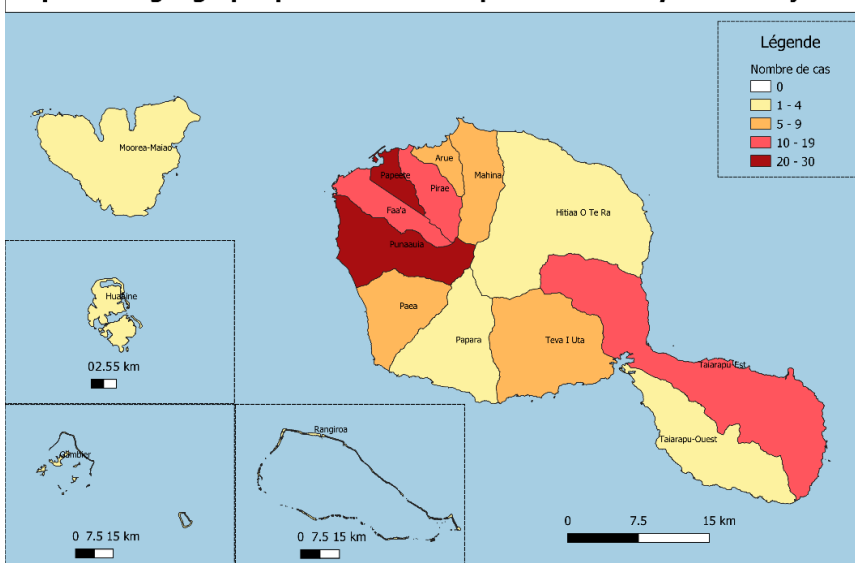 Légende
Nombre de cas
0
1 - 4
5 - 9
10 - 19
20 - 30
Moorea-Maiao
Arue
Papeete
Pirae
Mahina
Faa'a
Hitiaa O Te Ra
Punaauia
Paea
Papara
Teva I Uta
Taiarapu-Est
Taiarapu-Ouest
Huahine
02.55 km
Gambier
0 7.5 15 km
Rangiroa
0 7.5 15 km
0 7.5 15 km